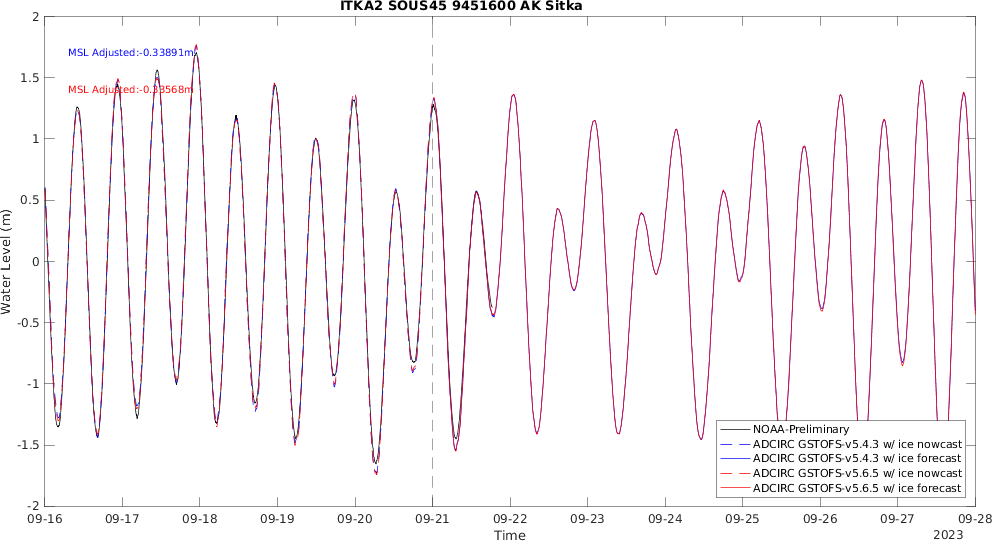 ITKA2 SOUS45 9451600 AK Sitka
2
1.5
1
0.5
0
-0.5
-1
-1.5
-2
Water Level (m)
MSL Adjusted:-0.33891m
MSL Adjusted:-0.33568m
NOAA-Preliminary
ADCIRC GSTOFS-v5.4.3 w/ ice nowcast
ADCIRC GSTOFS-v5.4.3 w/ ice forecast
ADCIRC GSTOFS-v5.6.5 w/ ice nowcast
ADCIRC GSTOFS-v5.6.5 w/ ice forecast
09-16 09-17 09-18 09-19 09-20 09-21 09-22 09-23 09-24 09-25 09-26 09-27 09-28
Time
2023